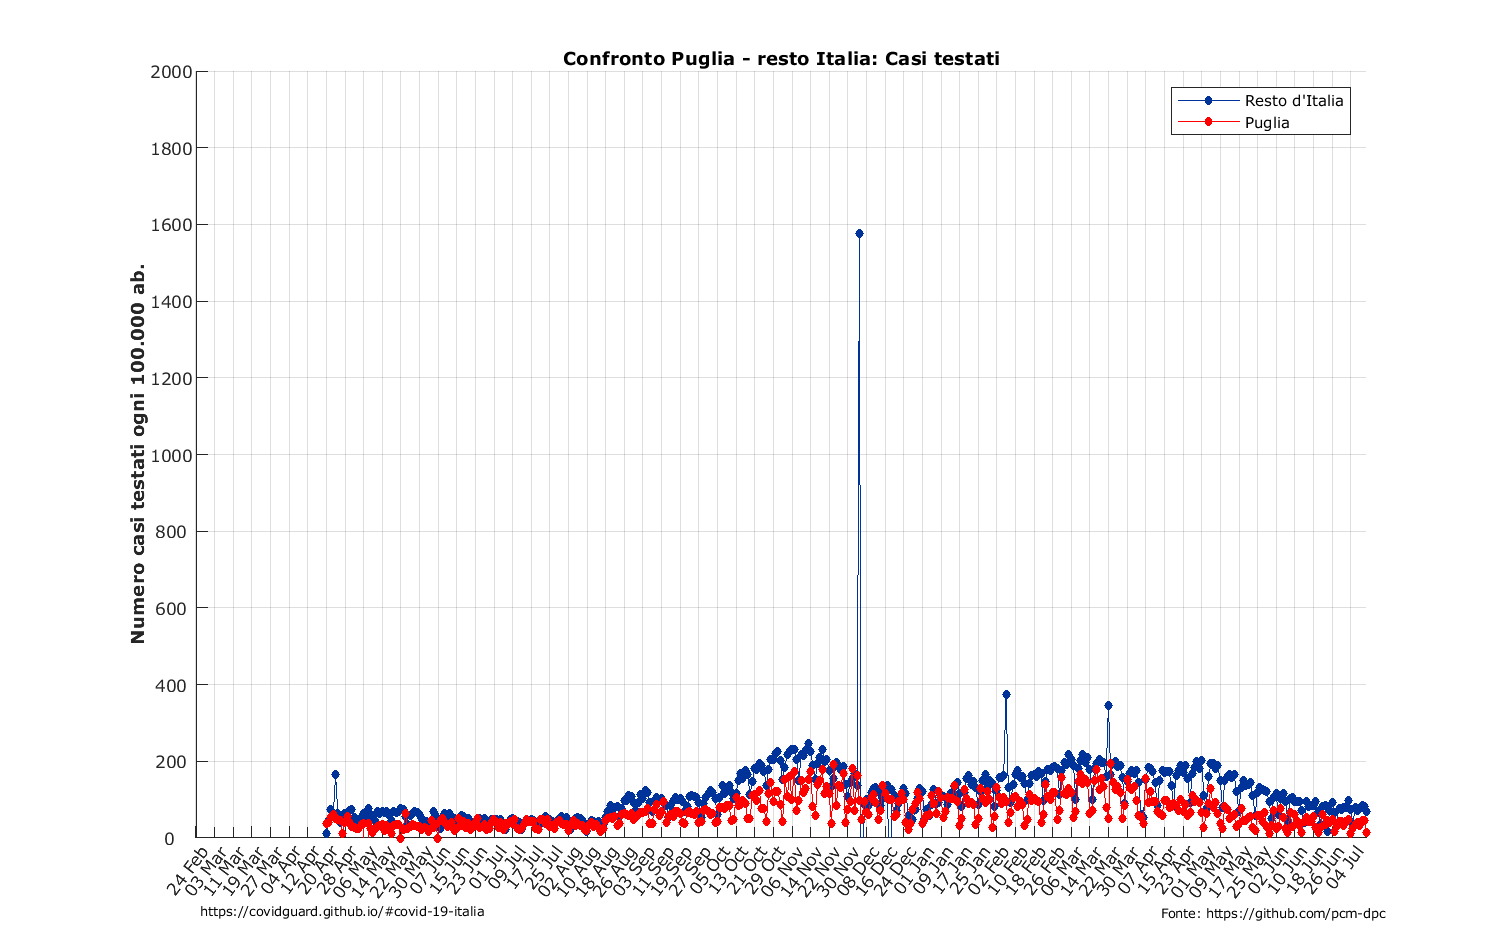 Confronto Puglia - resto Italia: Casi testati
Resto d'Italia
Puglia
Numero casi testati ogni 100.000 ab.
2000
1800
1600
1400
1200
1000
800
600
400
200
0
24 Feb
03 Mar
11 Mar
19 Mar
27 Mar
04 Apr
12 Apr
20 Apr
28 Apr
06 May
14 May
22 May
30 May
07 Jun
15 Jun
23 Jun
01 Jul
09 Jul
17 Jul
25 Jul
02 Aug
10 Aug
18 Aug
26 Aug
03 Sep
11 Sep
19 Sep
27 Sep
05 Oct
13 Oct
21 Oct
29 Oct
06 Nov
14 Nov
22 Nov
30 Nov
08 Dec
16 Dec
24 Dec
01 Jan
09 Jan
17 Jan
25 Jan
02 Feb
10 Feb
18 Feb
26 Feb
06 Mar
14 Mar
22 Mar
30 Mar
07 Apr
15 Apr
23 Apr
01 May
09 May
17 May
25 May
02 Jun
10 Jun
18 Jun
26 Jun
04 Jul
https://covidguard.github.io/#covid-19-italia
Fonte: https://github.com/pcm-dpc